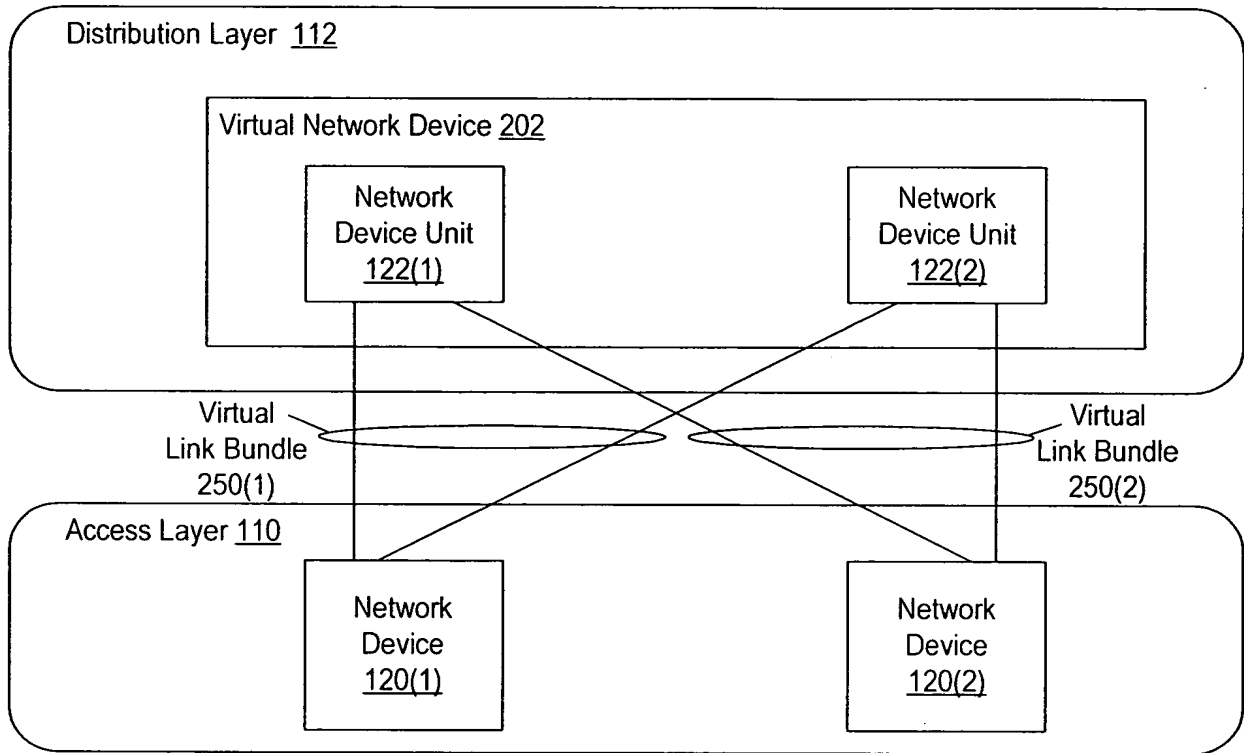 Distribution Layer 112
Virtual Network Device 202
Network
Device Unit
122(1)
Network
Device Unit
122(2)
Virtual
Link Bundle
250(1)
Virtual
Link Bundle
250(2)
Access Layer 110
Network
Device
120(1)
Network
Device
120(2)